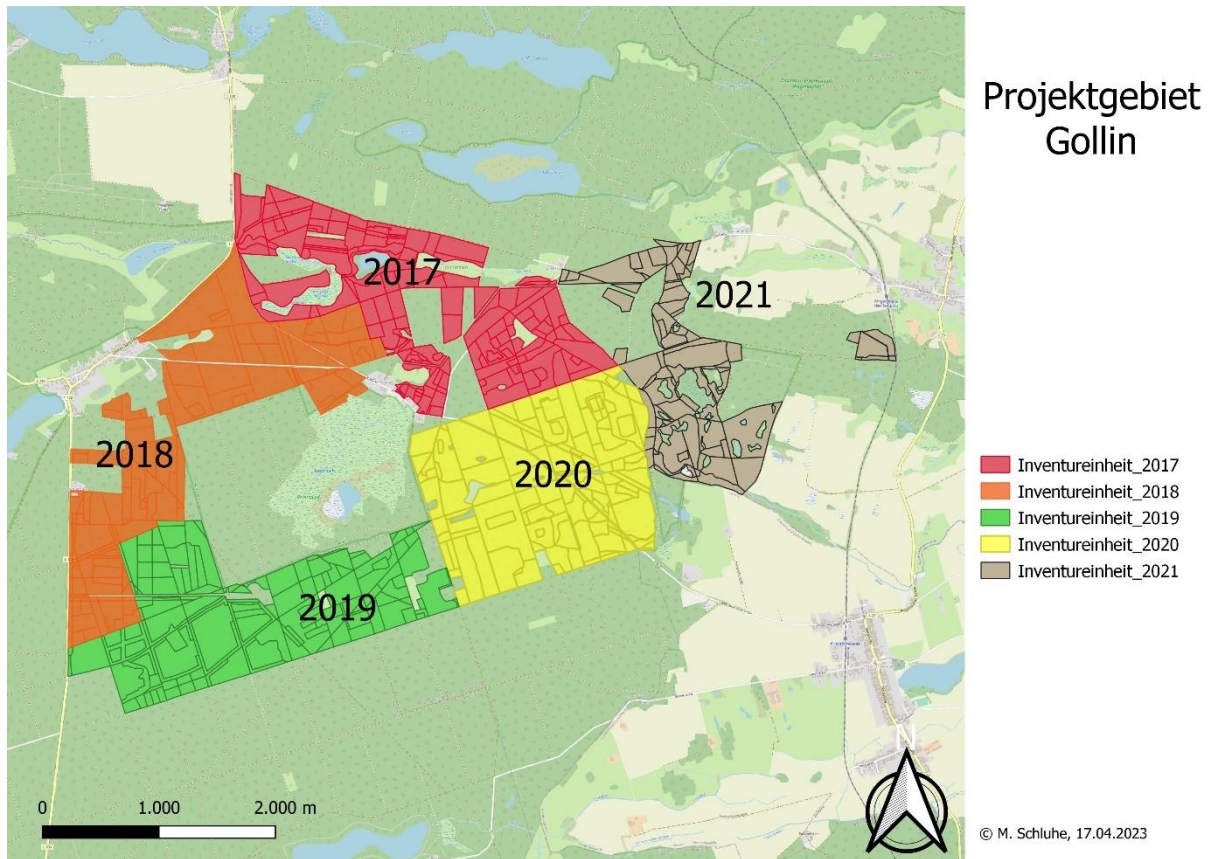 Projektgebiet
Gollin
2017
2021
2018
2020
2019
Inventureinheit_2017
Inventureinheit_2018
Inventureinheit_2019
Inventureinheit_2020
Inventureinheit_2021
N
0 1.000 2.000 m
© M. Schluhe, 17.04.2023